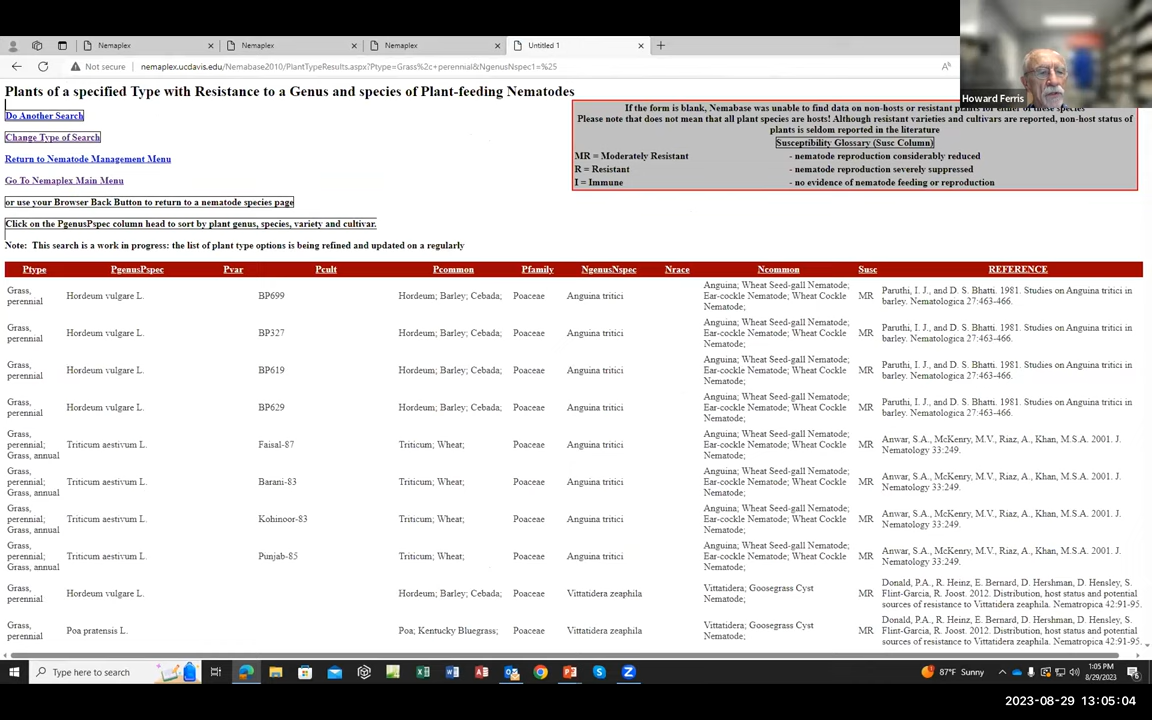 Nemaplex
Nemaplex
Nemaplex
Untitled 1
Not secure | nemaplex.ucdavis.edu/Nemabase2010/PlantTypeResults.aspx?Ptype=Grass%2c+perennial&NgenusNspec1=%25
Howard Ferris
Plants of a specified Type with Resistance to a Genus and species of Plant-feeding Nematodes
Do Another Search
Change Type of Search
Return to Nematode Management Menu
Go To Nemaplex Main Menu
or use your Browser Back Button to return to a nematode species page
Click on the PgenusPspec column head to sort by plant genus, species, variety and cultivar.
Note: This search is a work in progress: the list of plant type options is being refined and updated on a regularly
If the form is blank, Nemabase was unable to find data on non-hosts or resistant plants for either of these species
Please note that does not mean that all plant species are hosts! Although resistant varieties and cultivars are reported, non-host status of
plants is seldom reported in the literature
Susceptibility Glossary (Susc Column)
MR = Moderately Resistant - nematode reproduction considerably reduced
R = Resistant - nematode reproduction severely suppressed
I = Immune - no evidence of nematode feeding or reproduction
Ptype PgenusPspec Pvar Pcult Pcommon Pfamily NgenusNspec Nrace Ncommon Susc REFERENCE
Grass, perennial Hordeum vulgare L. BP699 Hordeum; Barley; Cebada; Poaceae Anguina tritici Anguina; Wheat Seed-gall Nematode; Ear-cockle Nematode; Wheat Cockle Nematode; MR Paruthi, I. J., and D. S. Bhatti. 1981. Studies on Anguina tritici in barley. Nematologica 27:463-466.
Grass, perennial Hordeum vulgare L. BP327 Hordeum; Barley; Cebada; Poaceae Anguina tritici Anguina; Wheat Seed-gall Nematode; Ear-cockle Nematode; Wheat Cockle Nematode; MR Paruthi, I. J., and D. S. Bhatti. 1981. Studies on Anguina tritici in barley. Nematologica 27:463-466.
Grass, perennial Hordeum vulgare L. BP619 Hordeum; Barley; Cebada; Poaceae Anguina tritici Anguina; Wheat Seed-gall Nematode; Ear-cockle Nematode; Wheat Cockle Nematode; MR Paruthi, I. J., and D. S. Bhatti. 1981. Studies on Anguina tritici in barley. Nematologica 27:463-466.
Grass, perennial Hordeum vulgare L. BP629 Hordeum; Barley; Cebada; Poaceae Anguina tritici Anguina; Wheat Seed-gall Nematode; Ear-cockle Nematode; Wheat Cockle Nematode; MR Paruthi, I. J., and D. S. Bhatti. 1981. Studies on Anguina tritici in barley. Nematologica 27:463-466.
Grass, perennial; Grass, annual Triticum aestivum L. Faisal-87 Triticum; Wheat; Poaceae Anguina tritici Anguina; Wheat Seed-gall Nematode; Ear-cockle Nematode; Wheat Cockle Nematode; MR Anwar, S.A., McKenry, M.V., Riaz, A., Khan, M.S.A. 2001. J. Nematology 33:249.
Grass, perennial; Grass, annual Triticum aestivum L. Barani-83 Triticum; Wheat; Poaceae Anguina tritici Anguina; Wheat Seed-gall Nematode; Ear-cockle Nematode; Wheat Cockle Nematode; MR Anwar, S.A., McKenry, M.V., Riaz, A., Khan, M.S.A. 2001. J. Nematology 33:249.
Grass, perennial; Grass, annual Triticum aestivum L. Kohinoor-83 Triticum; Wheat; Poaceae Anguina tritici Anguina; Wheat Seed-gall Nematode; Ear-cockle Nematode; Wheat Cockle Nematode; MR Anwar, S.A., McKenry, M.V., Riaz, A., Khan, M.S.A. 2001. J. Nematology 33:249.
Grass, perennial; Grass, annual Triticum aestivum L. Punjab-85 Triticum; Wheat; Poaceae Anguina tritici Anguina; Wheat Seed-gall Nematode; Ear-cockle Nematode; Wheat Cockle Nematode; MR Anwar, S.A., McKenry, M.V., Riaz, A., Khan, M.S.A. 2001. J. Nematology 33:249.
Grass, perennial Hordeum vulgare L. Hordeum; Barley; Cebada; Poaceae Vittatidera zeaphila Vittatidera; Goosegrass Cyst Nematode; MR Donald, P.A., R. Heinz, E. Bernard, D. Hershman, D. Hensley, S. Flint-Garcia, R. Joost. 2012. Distribution, host status and potential sources of resistance to Vittatidera zeaphila. Nematropica 42:91-95.
Grass, perennial Poa pratensis L. Poa; Kentucky Bluegrass; Poaceae Vittatidera zeaphila Vittatidera; Goosegrass Cyst Nematode; MR Donald, P.A., R. Heinz, E. Bernard, D. Hershman, D. Hensley, S. Flint-Garcia, R. Joost. 2012. Distribution, host status and potential sources of resistance to Vittatidera zeaphila. Nematropica 42:91-95.
Type here to search
87°F Sunny
1:05 PM
8/29/2023
2023-08-29 13:05:04